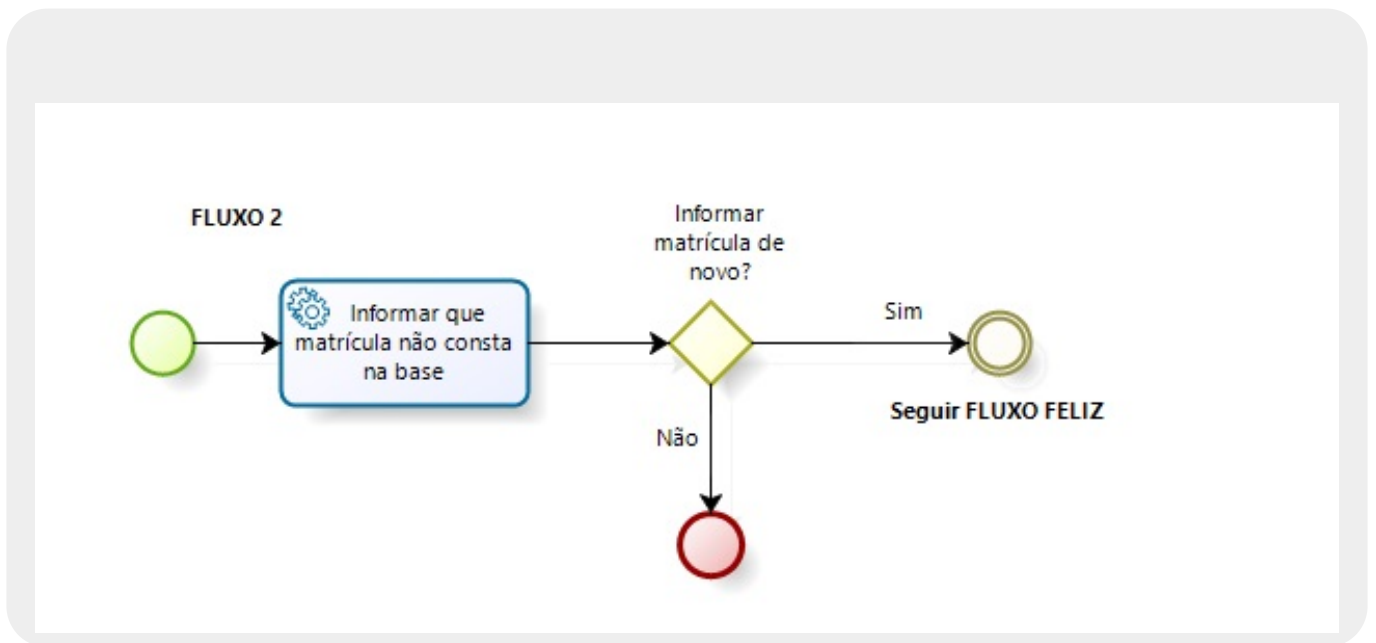 FLUXO 2
Informar que
matrícula não consta
na base
Informar
matrícula de
novo?
Sim
Seguir FLUXO FELIZ
Não